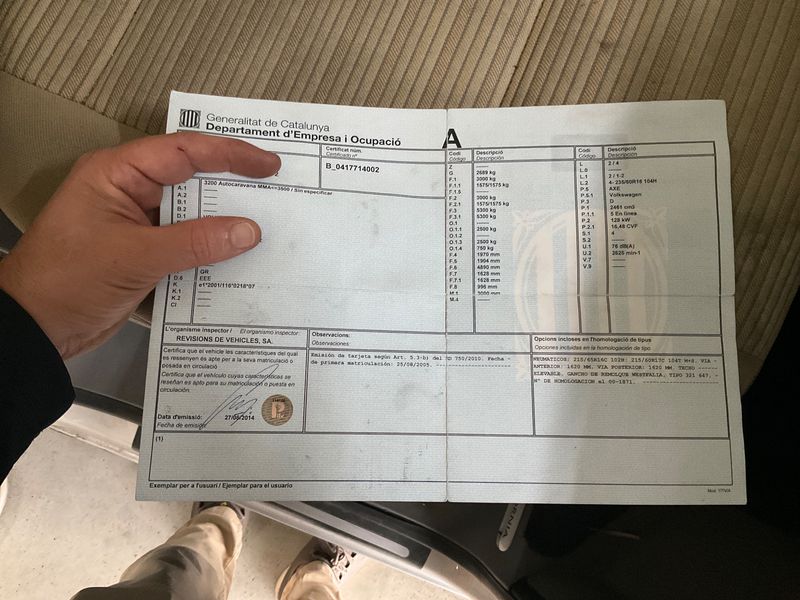 Generalitat de Catalunya
Departament d'Empresa i Ocupació
A
Certificat núm.
Certificado nº
B_0417714002
3200 Autocaravana MMA<=3500 / Sin especificar
A.1
A.2
B.1
B.2
D.1
D.6
GR
EEE
K
e1*2001/116*0218*07
K.1
K.2
CI
Codi
Código
Descripció
Descripción
Z
G 2689 kg
F.1 3000 kg
F.1.1 1575/1575 kg
F.1.5
F.2 3000 kg
F.2.1 1575/1575 kg
F.3 5300 kg
F.3.1 5300 kg
O.1
O.1.1 2500 kg
O.1.2
O.1.3 2500 kg
O.1.4 750 kg
F.4 1970 mm
F.5 1904 mm
F.6 4890 mm
F.7 1628 mm
F.7.1 1628 mm
F.8 996 mm
M.1 3000 mm
M.4
Codi
Código
Descripció
Descripción
L 2 / 4
L.0
L.1 2 / 1-2
L.2 4- 235/60R16 104H
P.5 AXE
P.5.1 Volkswagen
P.3 D
P.1 2461 cm3
P.1.1 5 En línea
P.2 128 kW
P.2.1 16,48 CVF
S.1 4
S.2
U.1 76 dB(A)
U.2 2625 min-1
V.7
V.9
L'organisme inspector / El organismo inspector:
REVISIONS DE VEHICLES, SA.
Certifica que el vehicle les característiques del qual
es ressenyen és apte per a la seva matriculació o
posada en circulació
Certifica que el vehículo cuyas características se
reseñan es apto para su matriculación o puesta en
circulación.
Data d'emissió: 27/08/2014
Fecha de emisión
Observacions:
Observaciones
Emisión de tarjeta según Art. 5.3-b) del RD 750/2010. Fecha -
de primera matriculación: 25/08/2005.
Opcions incloses en l'homologació de tipus
Opciones incluidas en la homologación de tipo
NEUMATICOS: 215/65R16C 102H: 215/60R17C 104T M+S. VIA -
ANTERIOR: 1620 MM. VIA POSTERIOR: 1620 MM. TECHO
ELEVABLE. GANCHO DE REMOLQUE WESTFALIA, TIPO 321 647, -
Nº DE HOMOLOGACION e1 00-1871.
(1)
Exemplar per a l'usuari / Ejemplar para el usuario